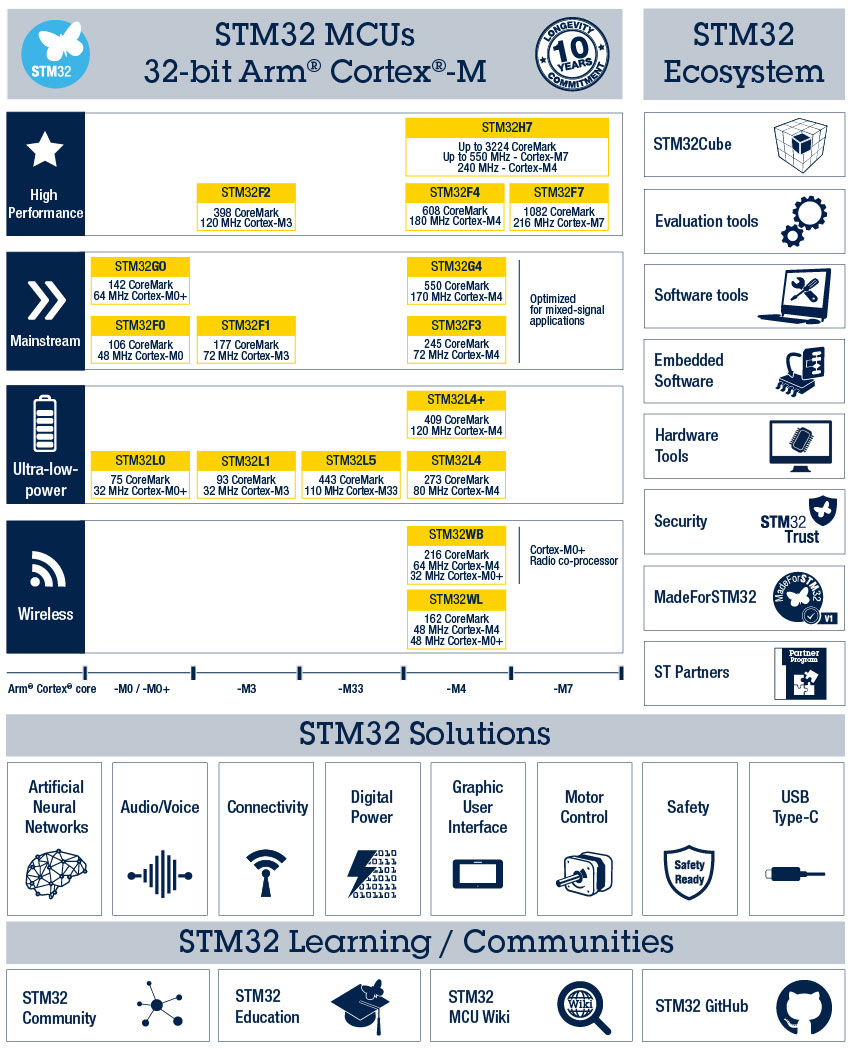 STM32
STM32 MCUs
32-bit Arm® Cortex®-M
LONGEVITY
10
YEARS
COMMITMENT
STM32
Ecosystem
High
Performance
STM32H7
Up to 3224 CoreMark
Up to 550 MHz - Cortex-M7
240 MHz - Cortex-M4
STM32F2
398 CoreMark
120 MHz Cortex-M3
STM32F4
608 CoreMark
180 MHz Cortex-M4
STM32F7
1082 CoreMark
216 MHz Cortex-M7
Mainstream
STM32G0
142 CoreMark
64 MHz Cortex-M0+
STM32G4
550 CoreMark
170 MHz Cortex-M4
Optimized
for mixed-signal
applications
STM32F0
106 CoreMark
48 MHz Cortex-M0
STM32F1
177 CoreMark
72 MHz Cortex-M3
STM32F3
245 CoreMark
72 MHz Cortex-M4
Ultra-low-
power
STM32L4+
409 CoreMark
120 MHz Cortex-M4
STM32L0
75 CoreMark
32 MHz Cortex-M0+
STM32L1
93 CoreMark
32 MHz Cortex-M3
STM32L5
443 CoreMark
110 MHz Cortex-M33
STM32L4
273 CoreMark
80 MHz Cortex-M4
Wireless
STM32WB
216 CoreMark
64 MHz Cortex-M4
32 MHz Cortex-M0+
Cortex-M0+
Radio co-processor
STM32WL
162 CoreMark
48 MHz Cortex-M4
48 MHz Cortex-M0+
Arm® Cortex® core
-M0 / -M0+
-M3
-M33
-M4
-M7
STM32Cube
Evaluation tools
Software tools
Embedded
Software
Hardware
Tools
Security
STM32
Trust
MadeForSTM32
MadeForSTM32
V1
ST Partners
Partner
Program
STM32 Solutions
Artificial
Neural
Networks
Audio/Voice
Connectivity
Digital
Power
0101
0111
0101
01011
010111
010111
Graphic
User
Interface
Motor
Control
Safety
Safety
Ready
USB
Type-C
STM32 Learning / Communities
STM32
Community
STM32
Education
STM32
MCU Wiki
Wiki
STM32 GitHub